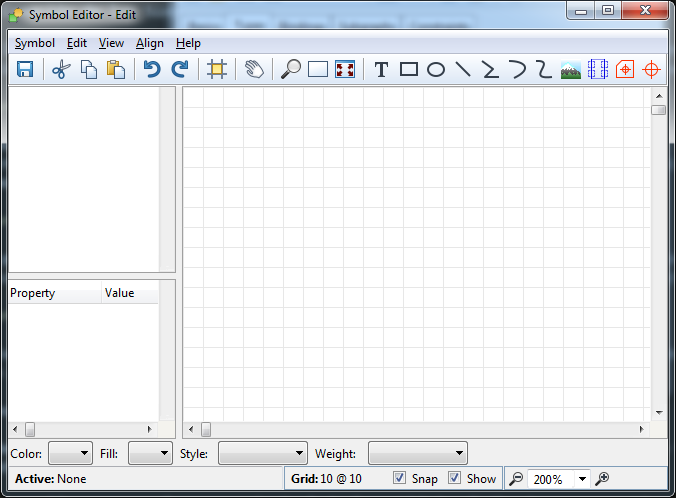 Symbol Editor - Edit
Symbol Edit View Align Help
T
Property Value
Color: Fill: Style: Weight:
Active: None Grid: 10 @ 10 Snap Show 200%